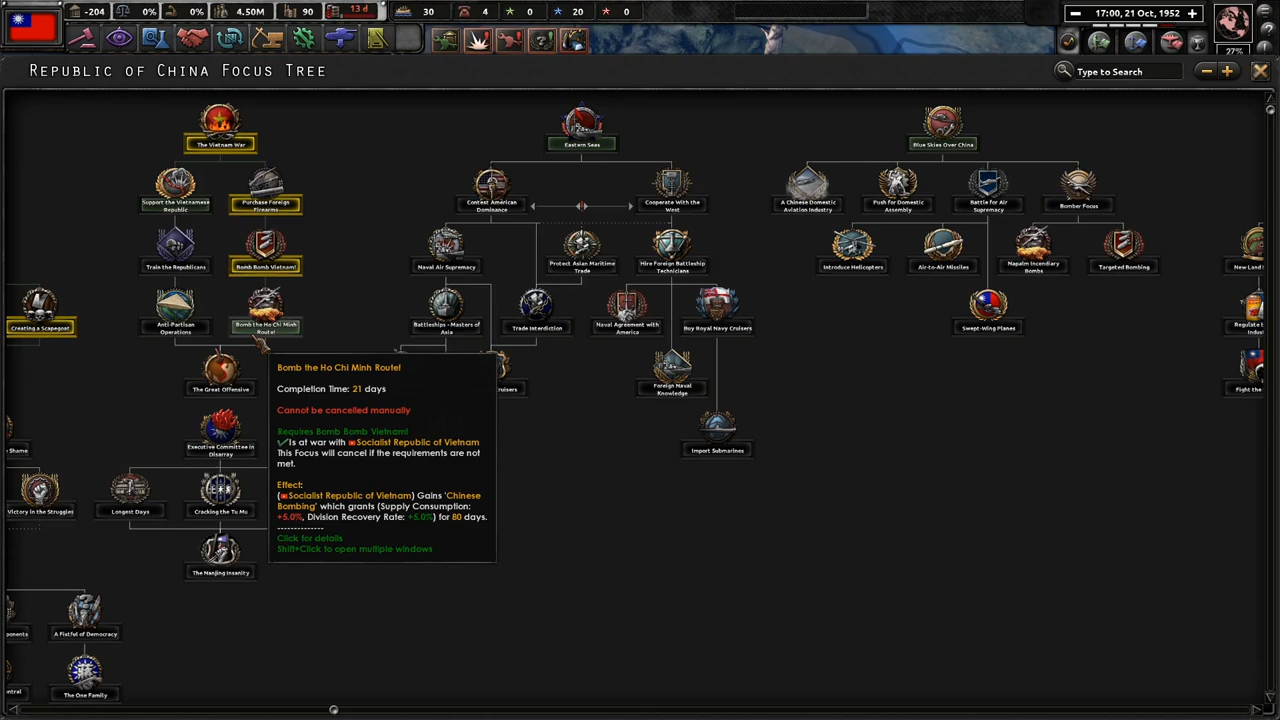 -204
0%
0%
4.50M
90
13 d
30
4
0
20
0
17:00, 21 Oct, 1952
27%
Republic of China Focus Tree
Type to Search
The Vietnam War
Eastern Seas
Blue Skies Over China
Support the Vietnamese
Republic
Purchase Foreign
Firearms
Contest American
Dominance
Cooperate With the
West
A Chinese Domestic
Aviation Industry
Push for Domestic
Assembly
Battle for Air
Supremacy
Bomber Focus
Train the Republicans
Bomb Bomb Vietnam!
Naval Air Supremacy
Protect Asian Maritime
Trade
Hire Foreign Battleship
Technicians
Introduce Helicopters
Air-to-Air Missiles
Napalm Incendiary
Bombs
Targeted Bombing
New Land
Creating a Scapegoat
Anti-Partisan
Operations
Bomb the Ho Chi Minh
Route!
Battleships - Masters of
Asia
Trade Interdiction
Naval Agreement with
America
Buy Royal Navy Cruisers
Swept-Wing Planes
Regulate t
Indust
The Great Offensive
ruisers
Foreign Naval
Knowledge
Fight the
Executive Committee in
Disarray
Import Submarines
e Shame
Victory in the Struggles
Longest Days
Cracking the Tu Mu
The Nanjing Insanity
ponents
A Fistful of Democracy
ntral
The One Family
Bomb the Ho Chi Minh Route!
Completion Time: 21 days
Cannot be cancelled manually
Requires Bomb Bomb Vietnam!
Is at war with Socialist Republic of Vietnam
This Focus will cancel if the requirements are not
met.
Effect:
(Socialist Republic of Vietnam) Gains 'Chinese
Bombing' which grants (Supply Consumption:
+5.0%, Division Recovery Rate: +5.0%) for 80 days.
--------------
Click for details
Shift+Click to open multiple windows